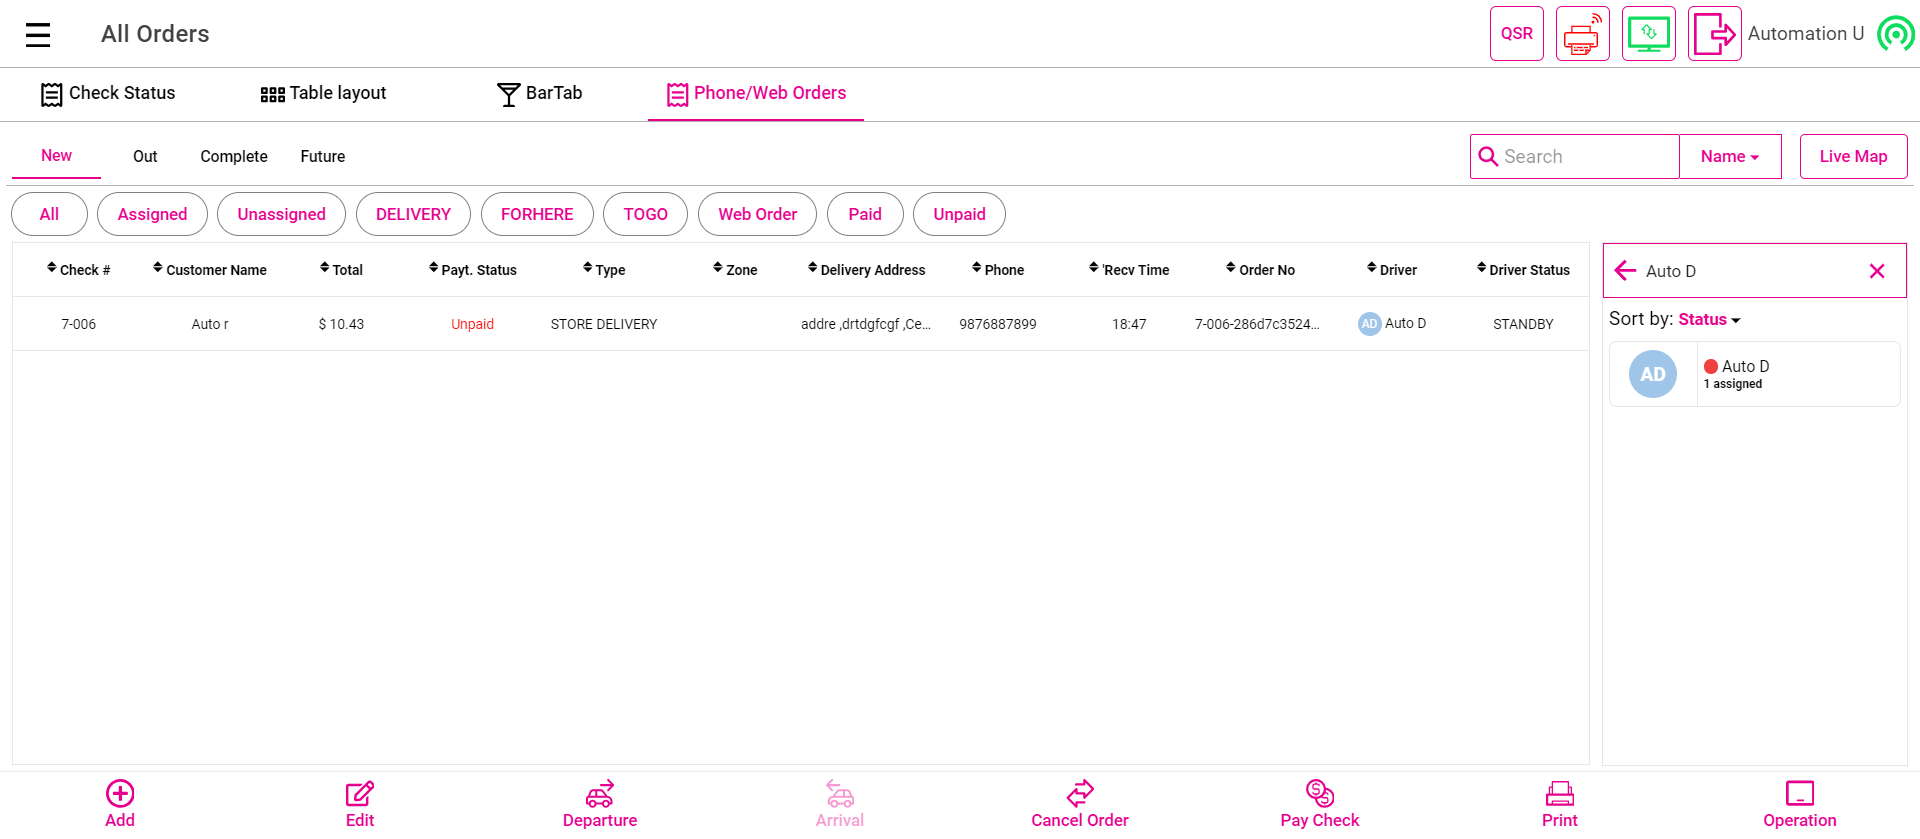 All Orders
QSR
Automation U
Check Status
Table layout
BarTab
Phone/Web Orders
New
Out
Complete
Future
Search
Name
Live Map
All
Assigned
Unassigned
DELIVERY
FORHERE
TOGO
Web Order
Paid
Unpaid
Check # Customer Name Total Payt. Status Type Zone Delivery Address Phone 'Recv Time Order No Driver Driver Status
7-006 Auto r $ 10.43 Unpaid STORE DELIVERY addre ,drtdgfcgf ,Ce... 9876887899 18:47 7-006-286d7c3524... AD Auto D STANDBY
Auto D
Sort by: Status
AD
Auto D
1 assigned
Add
Edit
Departure
Arrival
Cancel Order
$ $
Pay Check
Print
Operation